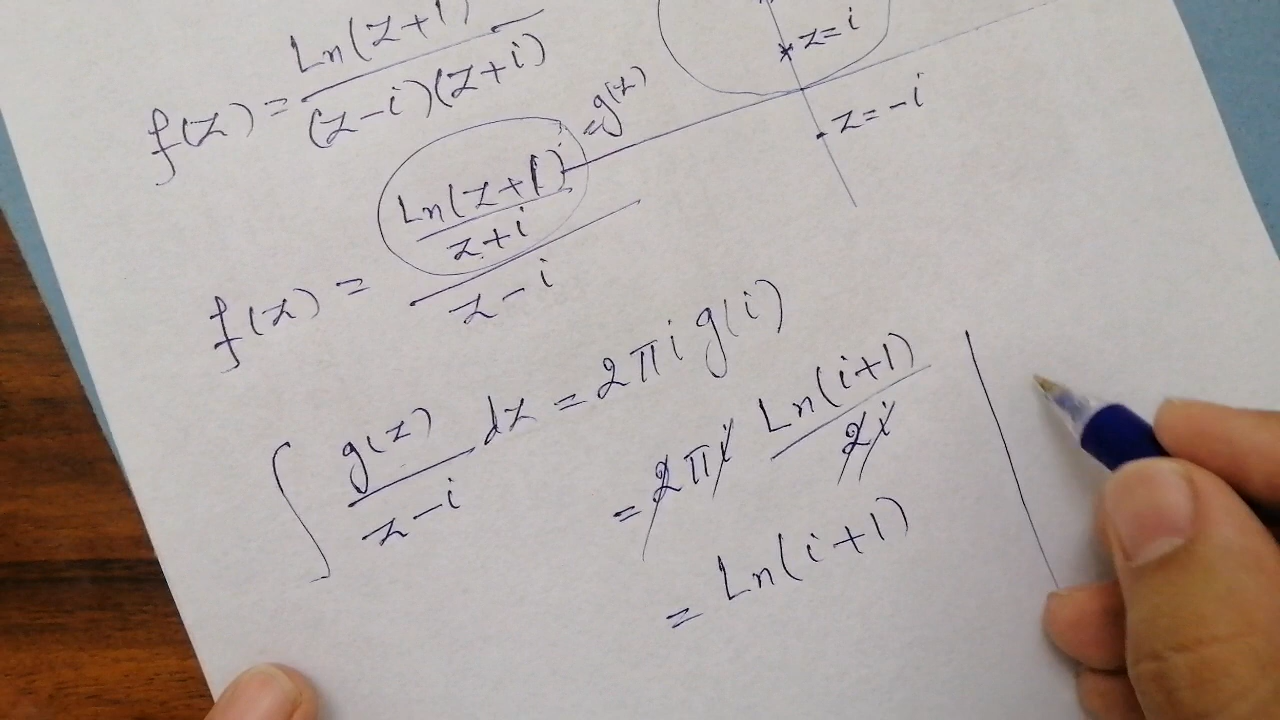 f(z) = Ln(z+1) / (z-i)(z+i)
z=i
z=-i
f(z) = Ln(z+1) / z+i / z-i
=g(z)
∫ g(z) / z-i dz = 2πi g(i)
= 2πi Ln(i+1) / 2i
= Ln(i+1)